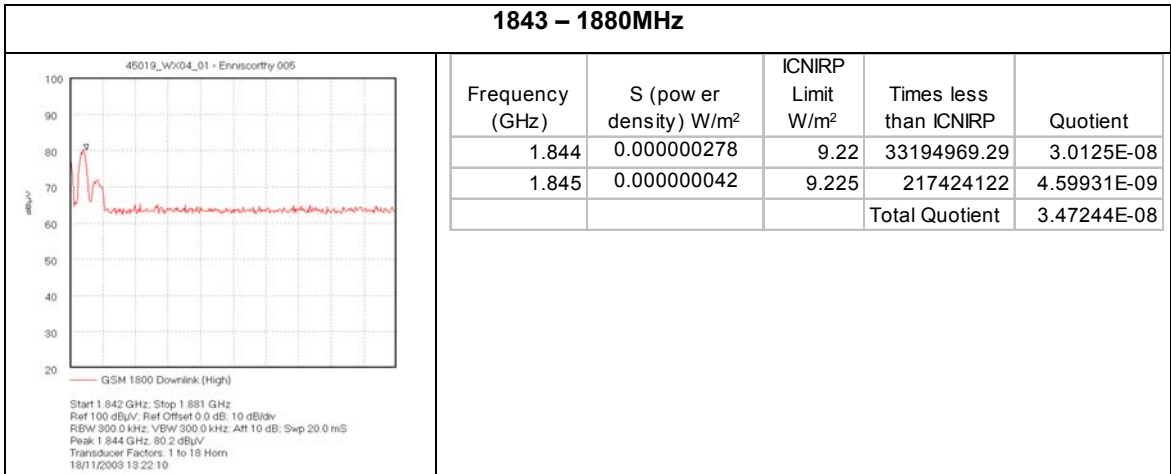 1843 – 1880MHz
45019_WX04_01 - Enniscorthy 005
100
90
80
70
60
50
40
30
20
dBµV
GSM 1800 Downlink (High)
Start 1.842 GHz; Stop 1.881 GHz
Ref 100 dBµV; Ref Offset 0.0 dB; 10 dB/div
RBW 300.0 kHz; VBW 300.0 kHz; Att 10 dB; Swp 20.0 mS
Peak 1.844 GHz, 80.2 dBµV
Transducer Factors: 1 to 18 Horn
18/11/2003 13:22:10
Frequency (GHz) S (pow er density) W/m² ICNIRP Limit W/m² Times less than ICNIRP Quotient
1.844 0.000000278 9.22 33194969.29 3.0125E-08
1.845 0.000000042 9.225 217424122 4.59931E-09
Total Quotient 3.47244E-08